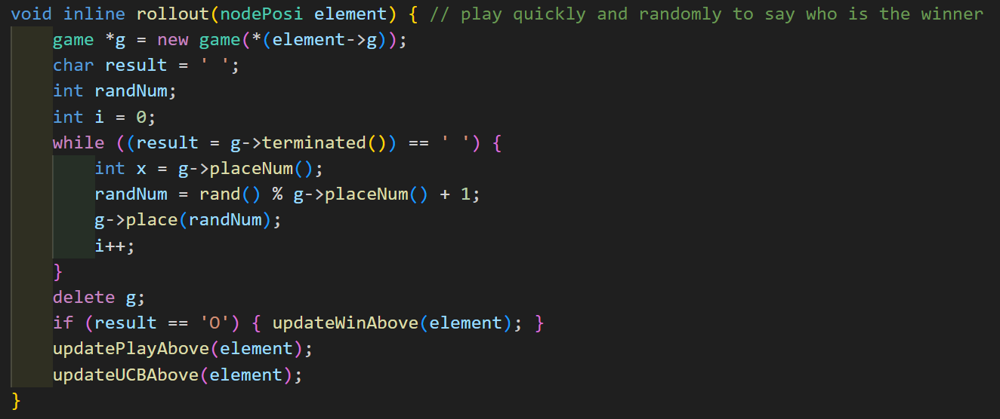 void inline rollout(nodePosi element) { // play quickly and randomly to say who is the winner
    game *g = new game(*(element->g));
    char result = ' ';
    int randNum;
    int i = 0;
    while ((result = g->terminated()) == ' ') {
        int x = g->placeNum();
        randNum = rand() % g->placeNum() + 1;
        g->place(randNum);
        i++;
    }
    delete g;
    if (result == 'O') { updateWinAbove(element); }
    updatePlayAbove(element);
    updateUCBAbove(element);
}